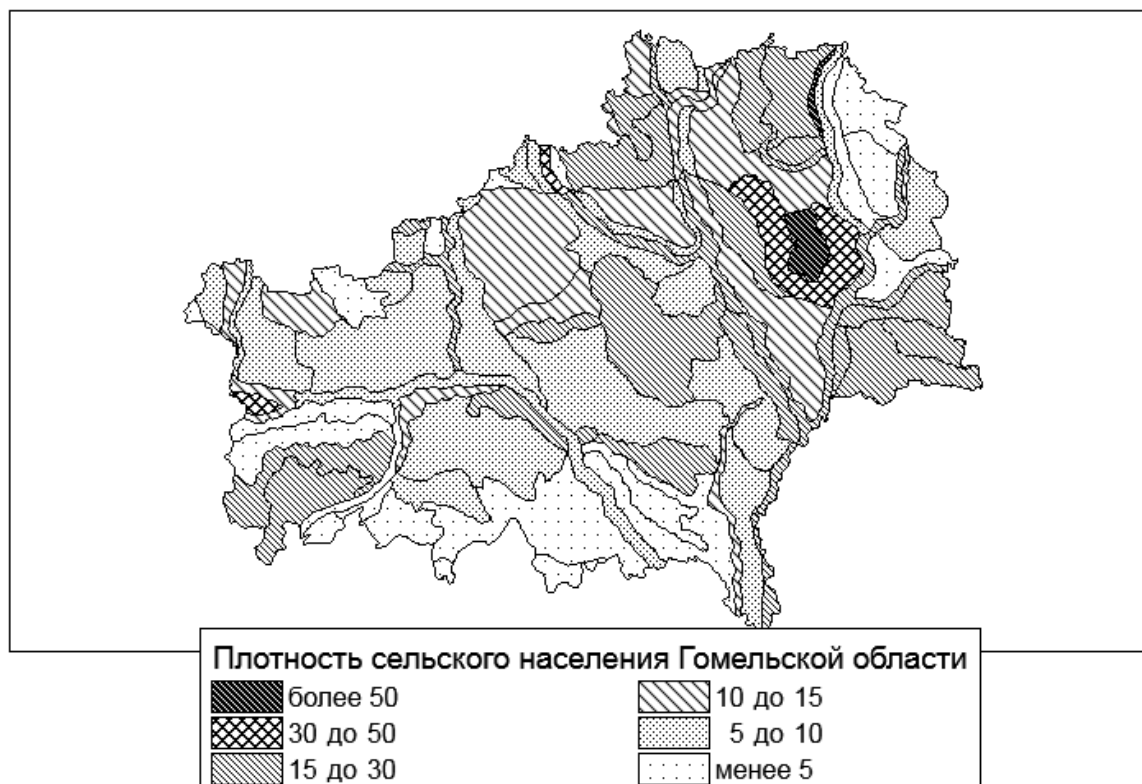 Плотность сельского населения Гомельской области
более 50
30 до 50
15 до 30
10 до 15
5 до 10
менее 5